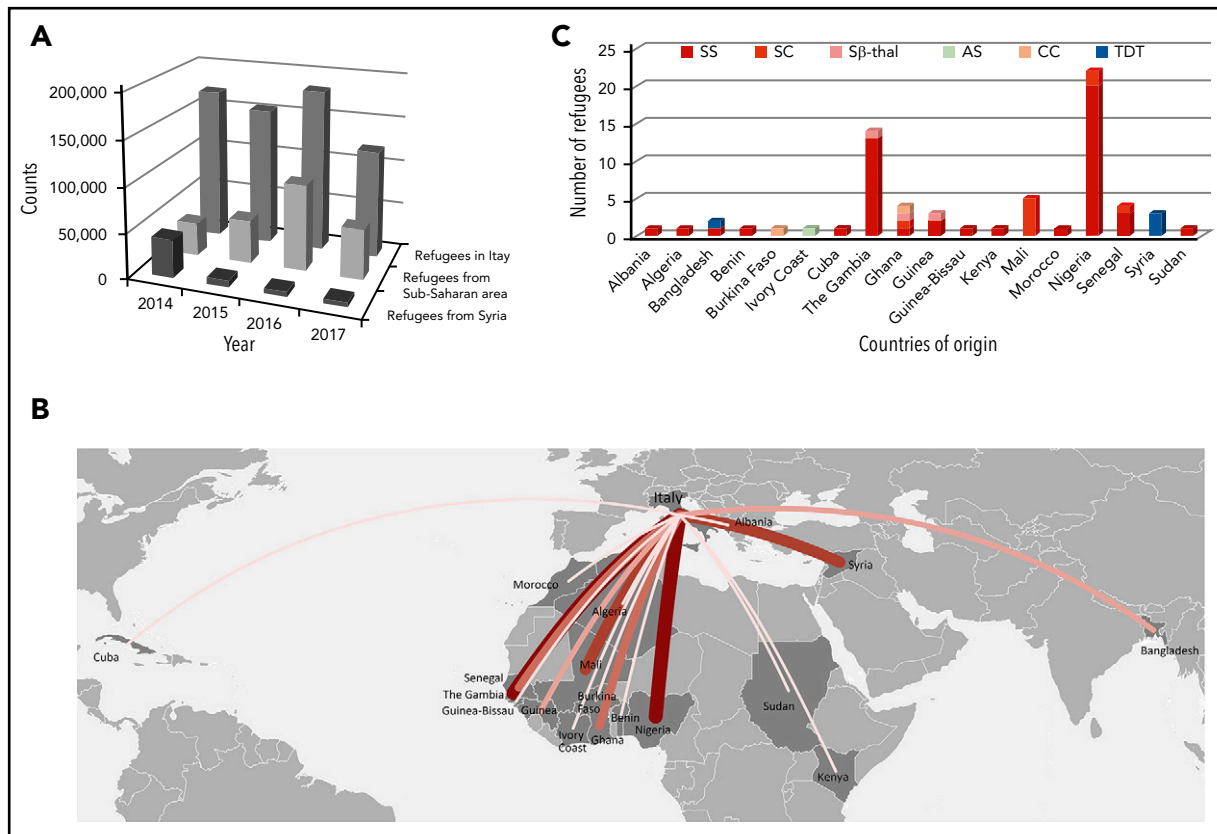 A
Counts
200,000
150,000
100,000
50,000
0
2014
2015
2016
2017
Year
Refugees in Itay
Refugees from
Sub-Saharan area
Refugees from Syria
C
SS SC Sβ-thal AS CC TDT
Number of refugees
25
20
15
10
5
0
Albania
Algeria
Bangladesh
Benin
Burkina Faso
Ivory Coast
Cuba
The Gambia
Ghana
Guinea
Guinea-Bissau
Kenya
Mali
Morocco
Nigeria
Senegal
Syria
Sudan
Countries of origin
B
Italy
Albania
Syria
Morocco
Algeria
Cuba
Bangladesh
Senegal
Mali
The Gambia
Guinea-Bissau
Guinea
Burkina
Faso
Benin
Nigeria
Ivory
Coast
Ghana
Sudan
Kenya